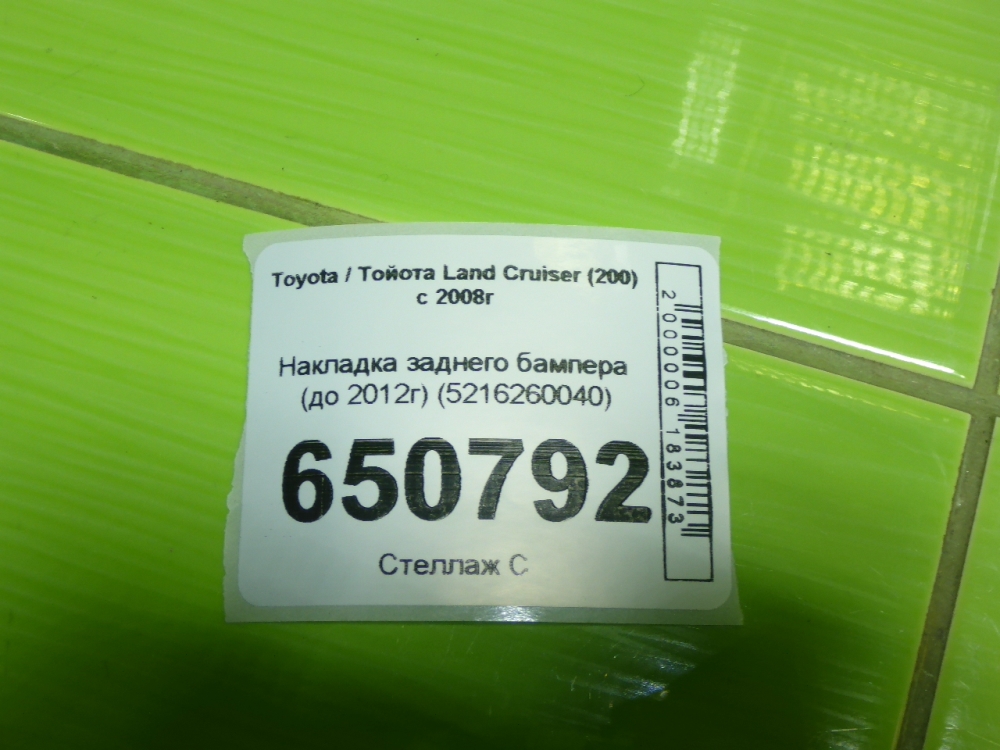 Toyota / Тойота Land Cruiser (200)
с 2008г
Накладка заднего бампера
(до 2012г) (5216260040)
650792
Стеллаж С
2000006183873